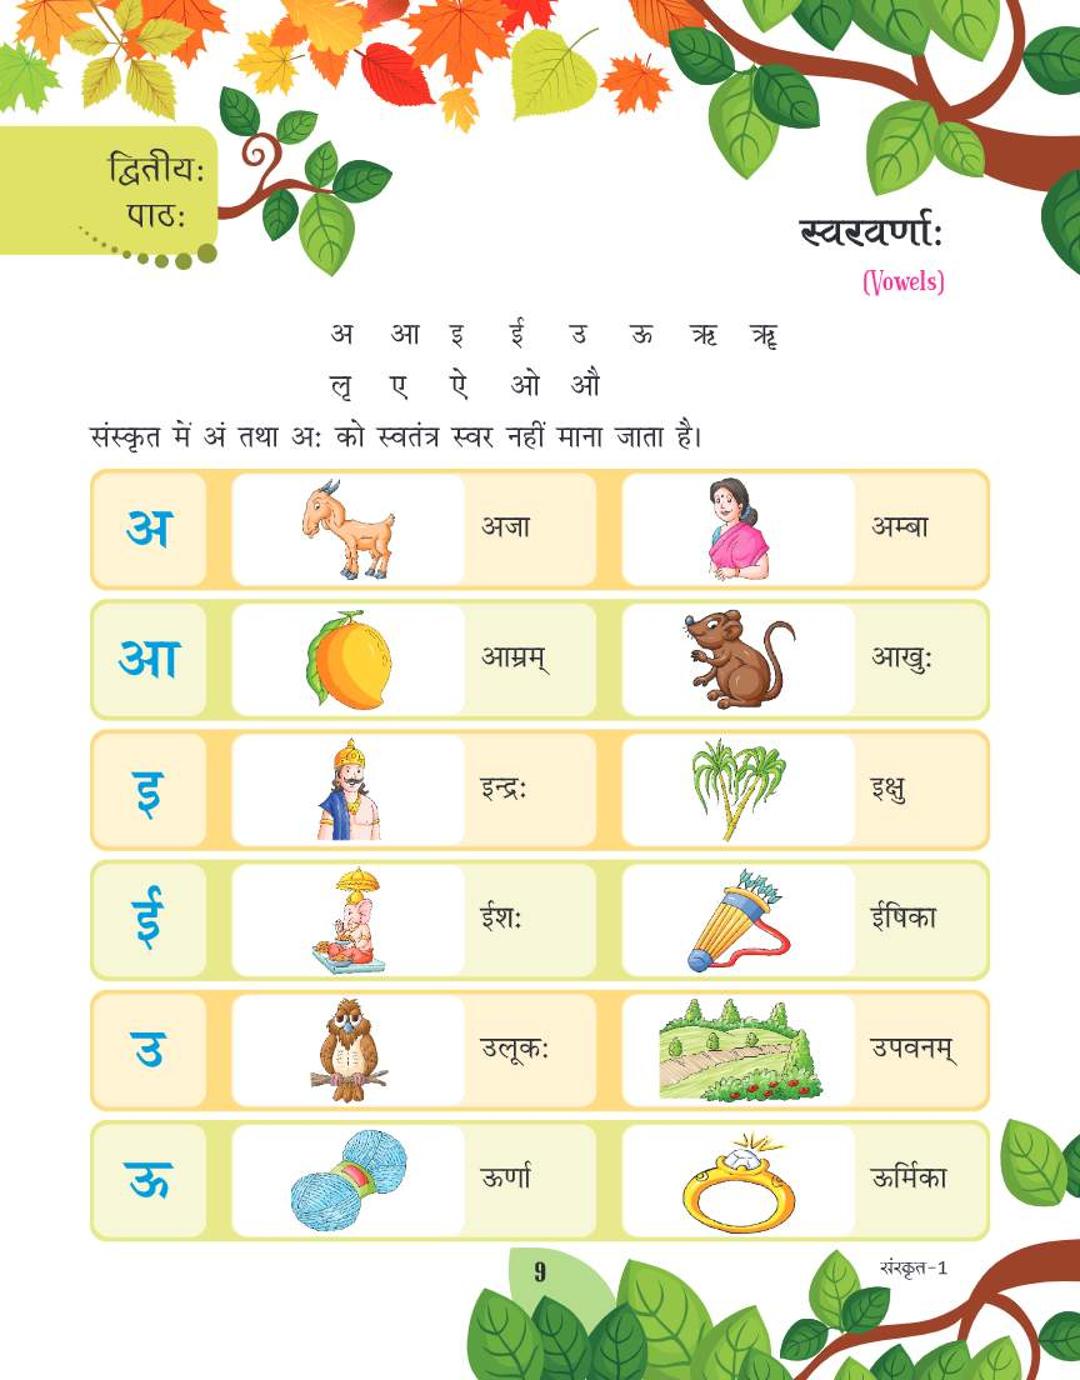 द्वितीयः
पाठः
स्वरवर्णाः
(Vowels)
अ आ इ ई उ ऊ ऋ ॠ
लृ ए ऐ ओ औ
संस्कृत में अं तथा अः को स्वतंत्र स्वर नहीं माना जाता है।
अ अजा अम्बा
आ आम्रम् आखुः
इ इन्द्रः इक्षु
ई ईशः ईषिका
उ उलूकः उपवनम्
ऊ ऊर्णा ऊर्मिका
9
संस्कृत-1